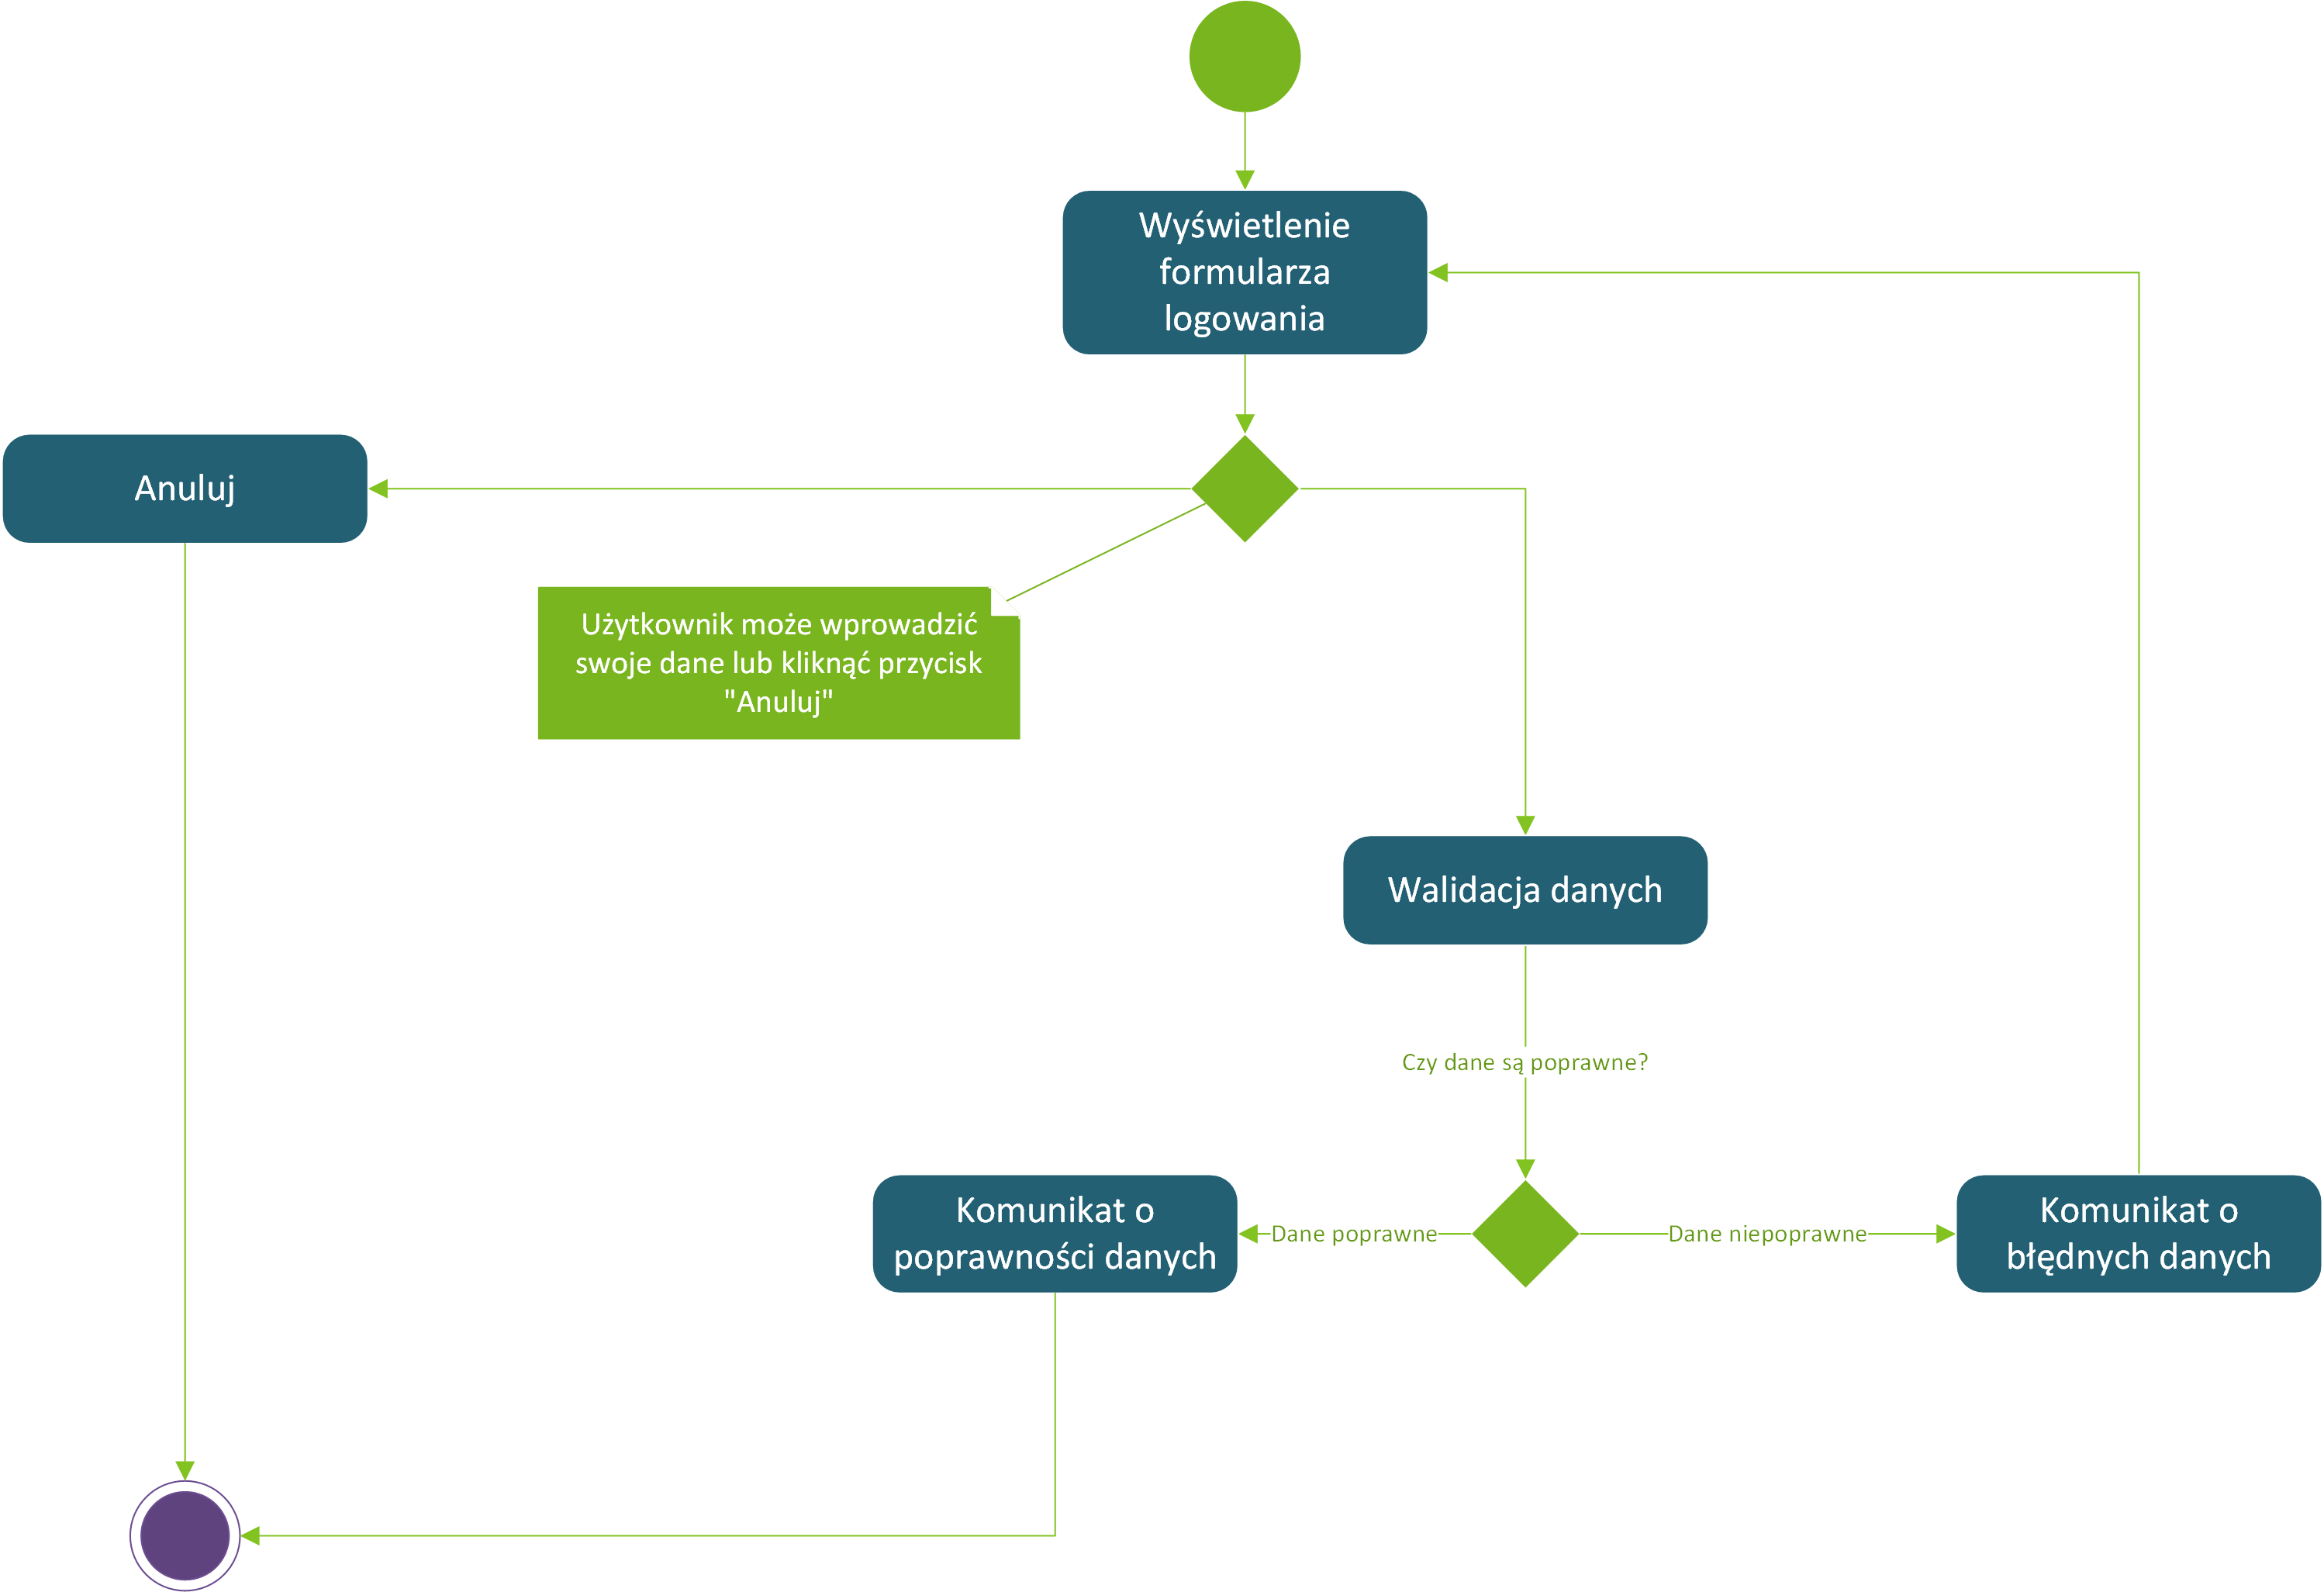 Wyświetlenie
formularza
logowania
Anuluj
Użytkownik może wprowadzić
swoje dane lub kliknąć przycisk
"Anuluj"
Walidacja danych
Czy dane są poprawne?
Komunikat o
poprawności danych
Dane poprawne
Dane niepoprawne
Komunikat o
błędnych danych